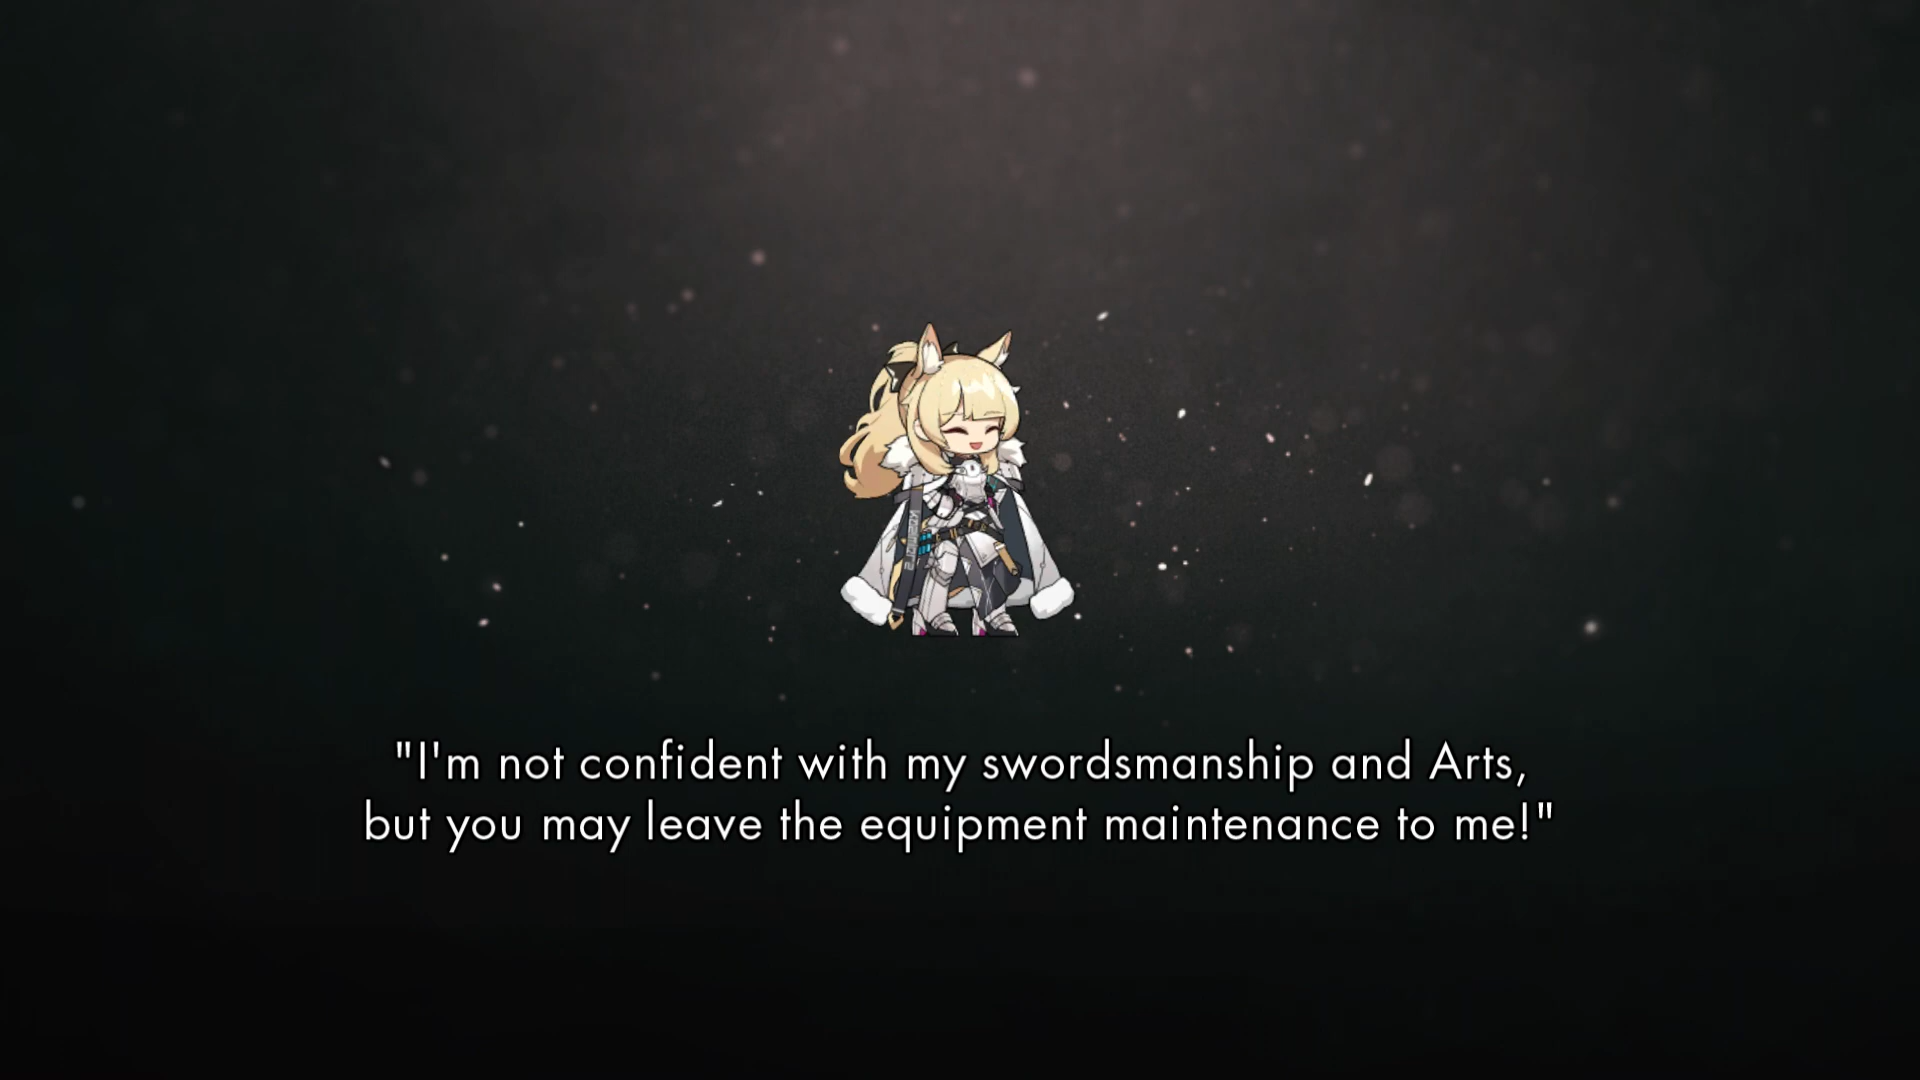 "I'm not confident with my swordsmanship and Arts,
but you may leave the equipment maintenance to me!"